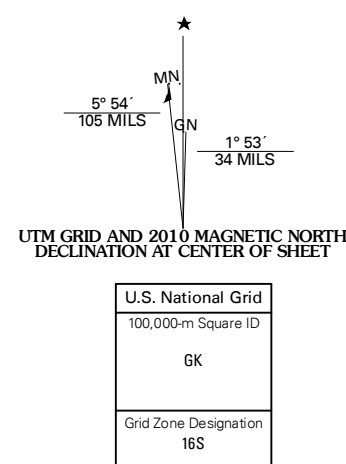 MN
5° 54´
105 MILS
GN
1° 53´
34 MILS
UTM GRID AND 2010 MAGNETIC NORTH
DECLINATION AT CENTER OF SHEET
U.S. National Grid
100,000-m Square ID
GK
Grid Zone Designation
16S